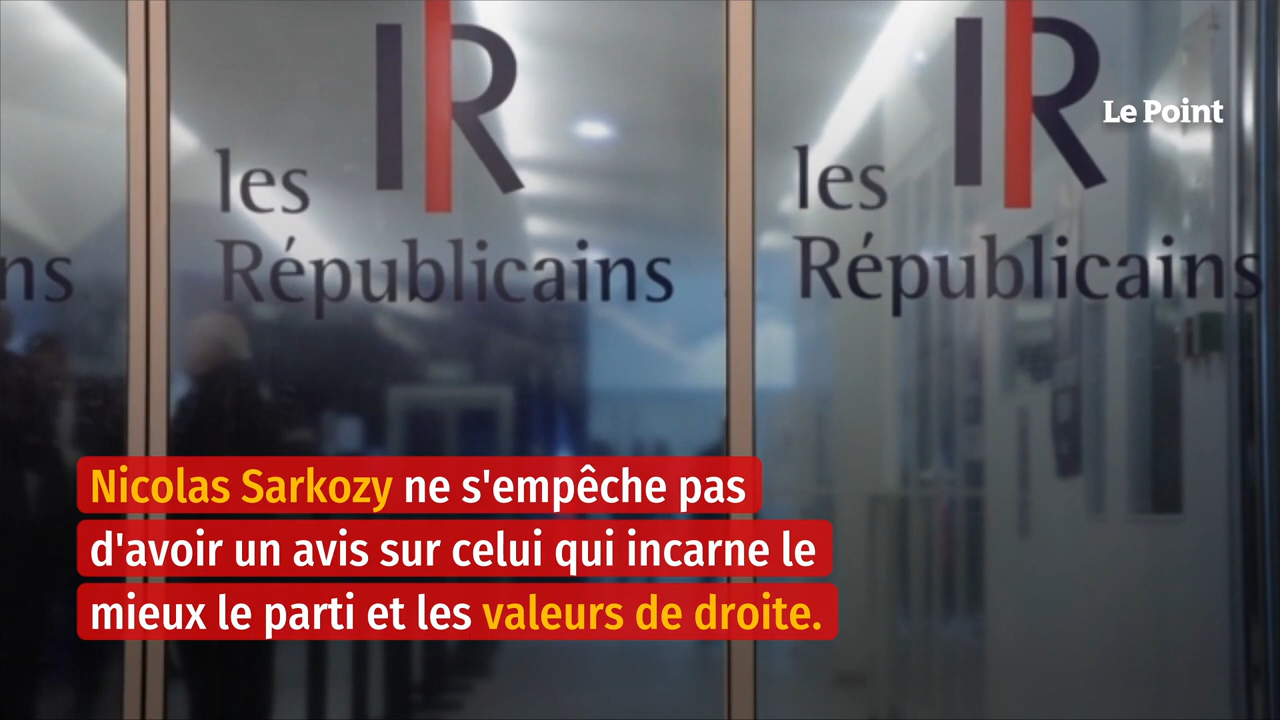 lR
les
Républicains
lR
les
Républicains
ns
Le Point
Nicolas Sarkozy ne s'empêche pas
d'avoir un avis sur celui qui incarne le
mieux le parti et les valeurs de droite.